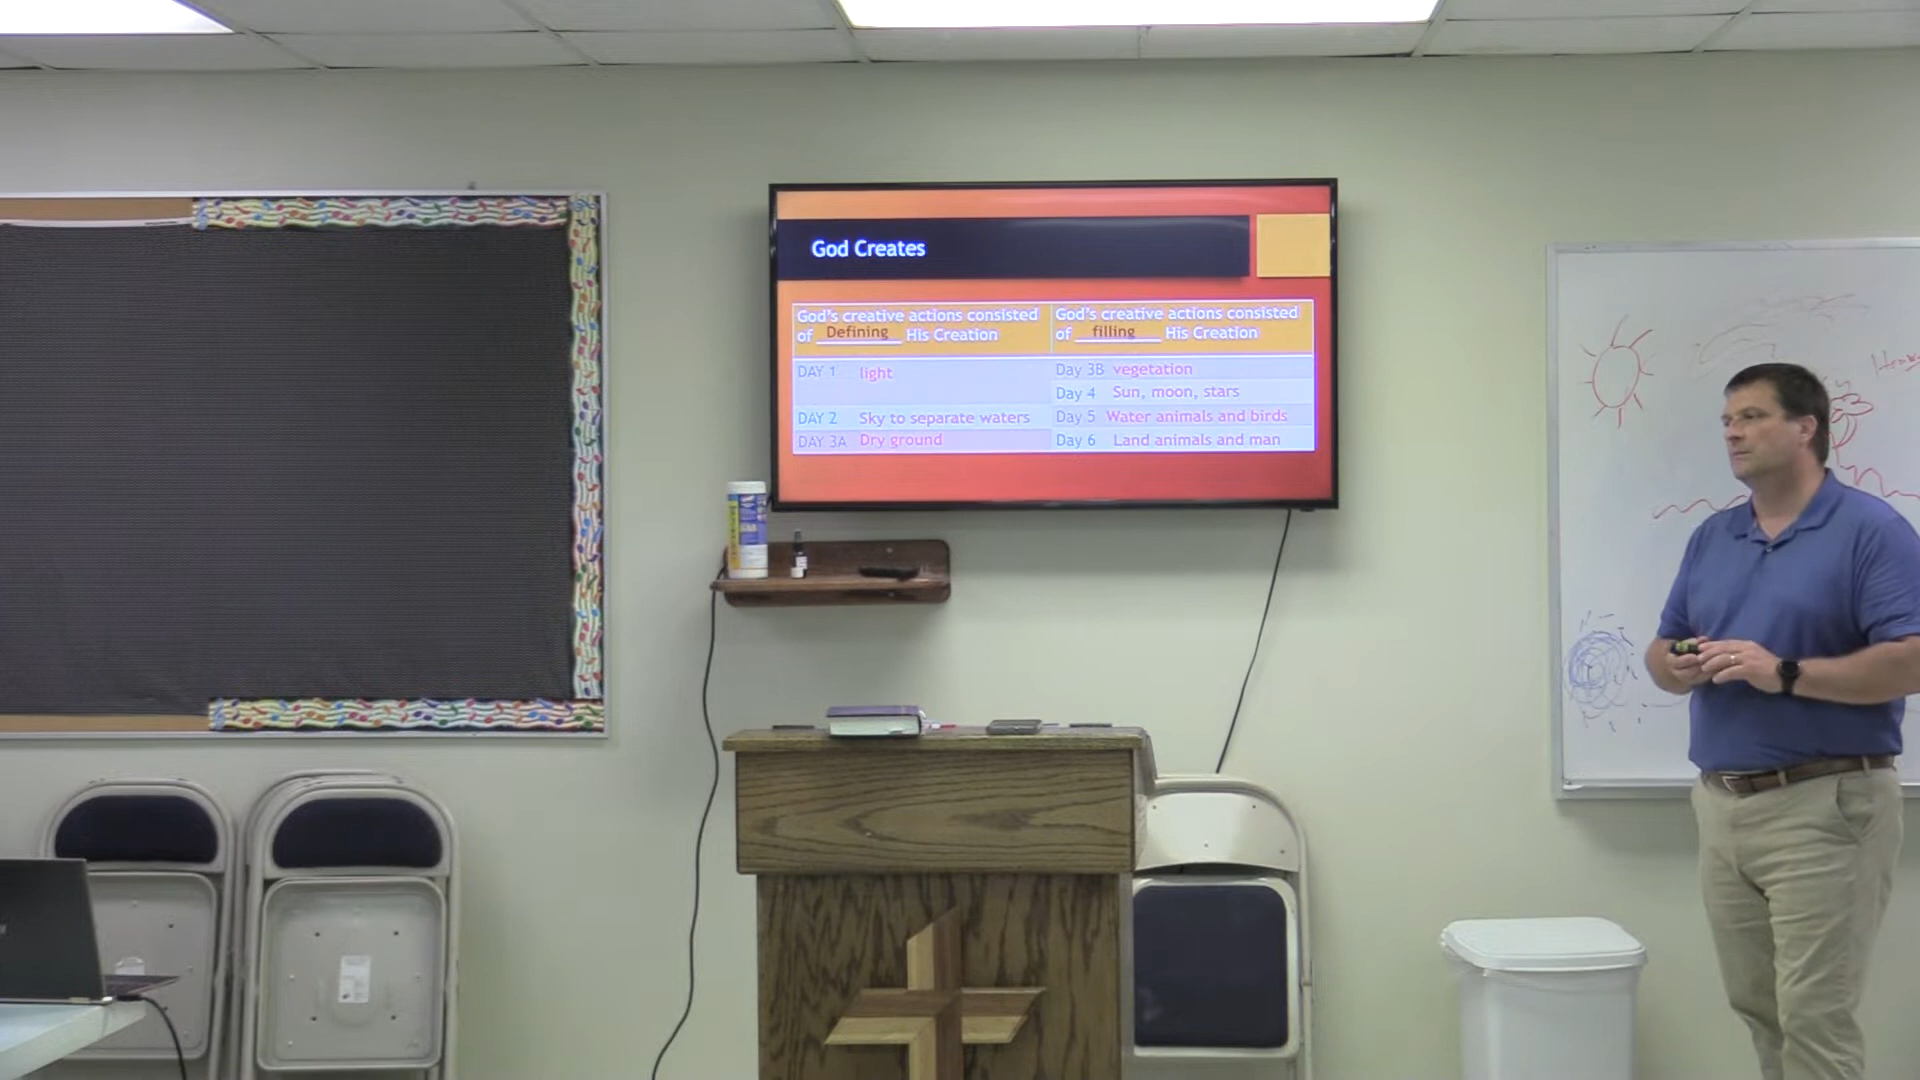 God Creates
God's creative actions consisted
of Defining His Creation
God's creative actions consisted
of filling His Creation
DAY 1 light
Day 3B vegetation
Day 4 Sun, moon, stars
DAY 2 Sky to separate waters
Day 5 Water animals and birds
DAY 3A Dry ground
Day 6 Land animals and man